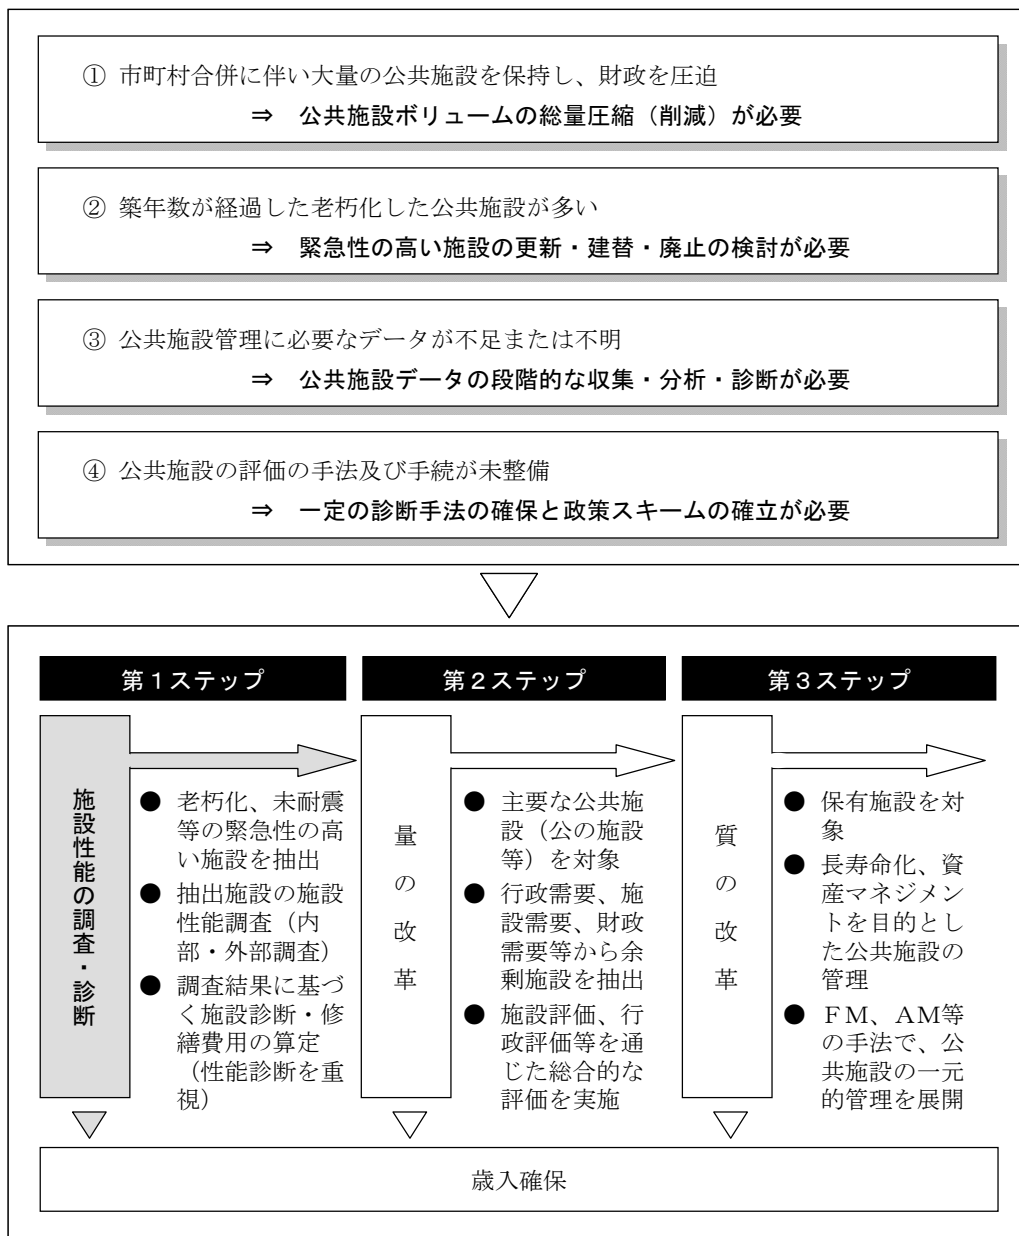 ① 市町村合併に伴い大量の公共施設を保持し、財政を圧迫
⇒ 公共施設ボリュームの総量圧縮（削減）が必要
② 築年数が経過した老朽化した公共施設が多い
⇒ 緊急性の高い施設の更新・建替・廃止の検討が必要
③ 公共施設管理に必要なデータが不足または不明
⇒ 公共施設データの段階的な収集・分析・診断が必要
④ 公共施設の評価の手法及び手続が未整備
⇒ 一定の診断手法の確保と政策スキームの確立が必要
第１ステップ
施設性能の調査・診断
● 老朽化、未耐震
等の緊急性の高
い施設を抽出
● 抽出施設の施設
性能調査（内
部・外部調査）
● 調査結果に基づ
く施設診断・修
繕費用の算定
（性能診断を重
視）
第２ステップ
量の改革
● 主要な公共施
設（公の施設
等）を対象
● 行政需要、施
設需要、財政
需要等から余
剰施設を抽出
● 施設評価、行
政評価等を通
じた総合的な
評価を実施
第３ステップ
質の改革
● 保有施設を対
象
● 長寿命化、資
産マネジメン
トを目的とし
た公共施設の
管理
● ＦＭ、ＡＭ等
の手法で、公
共施設の一元
的管理を展開
歳入確保